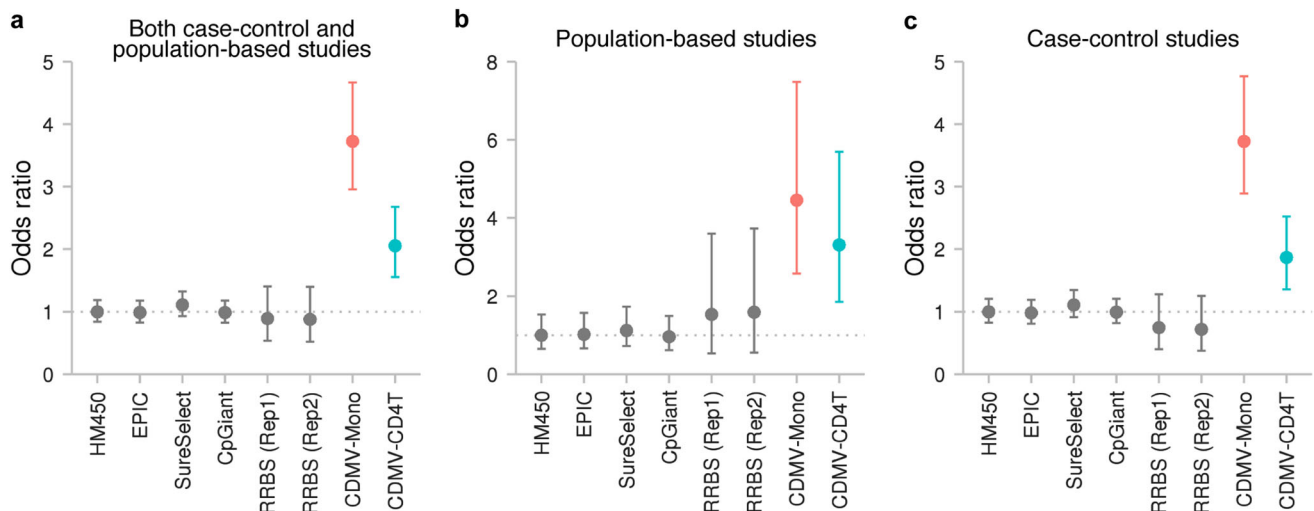 a
Both case-control and
population-based studies
Odds ratio
5
4
3
2
1
0
HM450
EPIC
SureSelect
CpGiant
RRBS (Rep1)
RRBS (Rep2)
CDMV-Mono
CDMV-CD4T
b
Population-based studies
Odds ratio
8
6
4
2
0
HM450
EPIC
SureSelect
CpGiant
RRBS (Rep1)
RRBS (Rep2)
CDMV-Mono
CDMV-CD4T
c
Case-control studies
Odds ratio
5
4
3
2
1
0
HM450
EPIC
SureSelect
CpGiant
RRBS (Rep1)
RRBS (Rep2)
CDMV-Mono
CDMV-CD4T